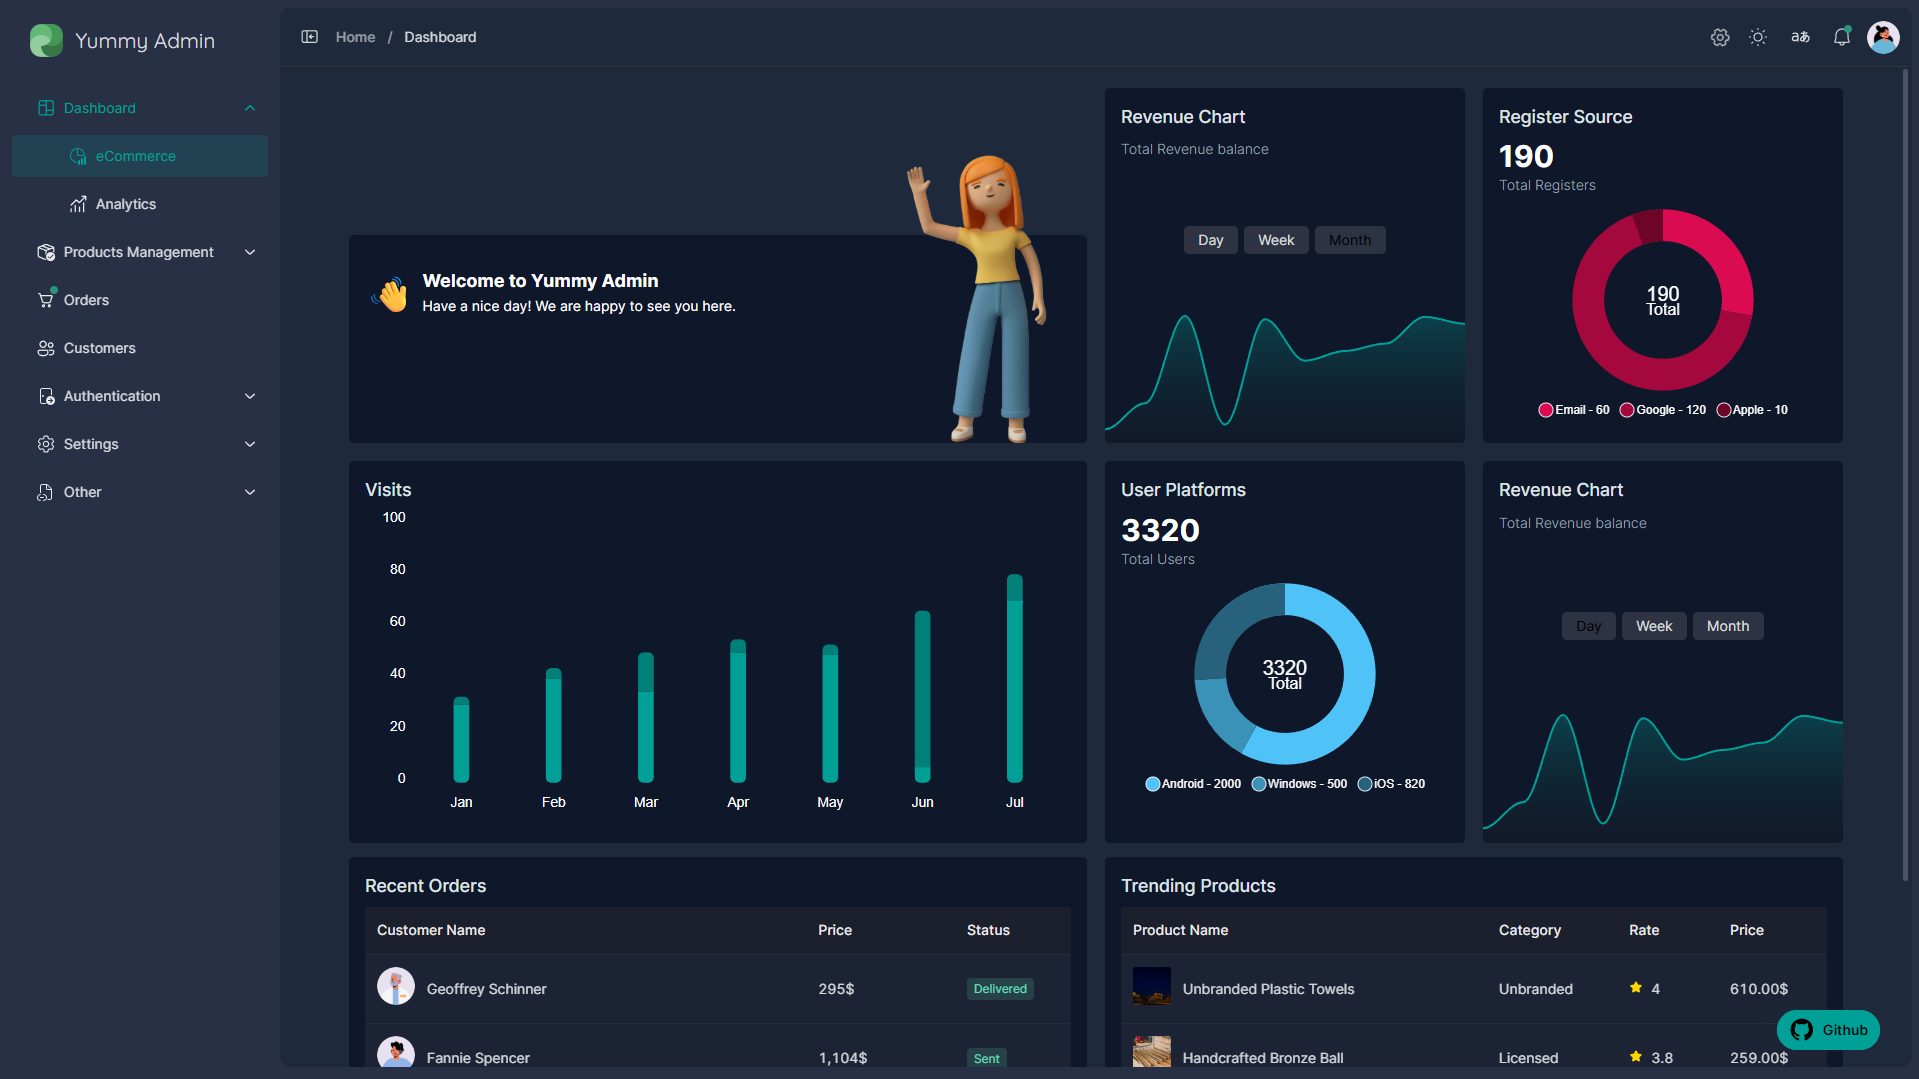 Yummy Admin
Dashboard
eCommerce
Analytics
Products Management
Orders
Customers
Authentication
Settings
Other
Home / Dashboard
aあ
Welcome to Yummy Admin
Have a nice day! We are happy to see you here.
Revenue Chart
Total Revenue balance
Day Week Month
Register Source
190
Total Registers
190
Total
Email - 60 Google - 120 Apple - 10
Visits
100
80
60
40
20
0
Jan Feb Mar Apr May Jun Jul
User Platforms
3320
Total Users
3320
Total
Android - 2000 Windows - 500 iOS - 820
Revenue Chart
Total Revenue balance
Day Week Month
Recent Orders
Customer Name Price Status
Geoffrey Schinner 295$ Delivered
Fannie Spencer 1,104$ Sent
Trending Products
Product Name Category Rate Price
Unbranded Plastic Towels Unbranded 4 610.00$
Handcrafted Bronze Ball Licensed 3.8 259.00$
Github